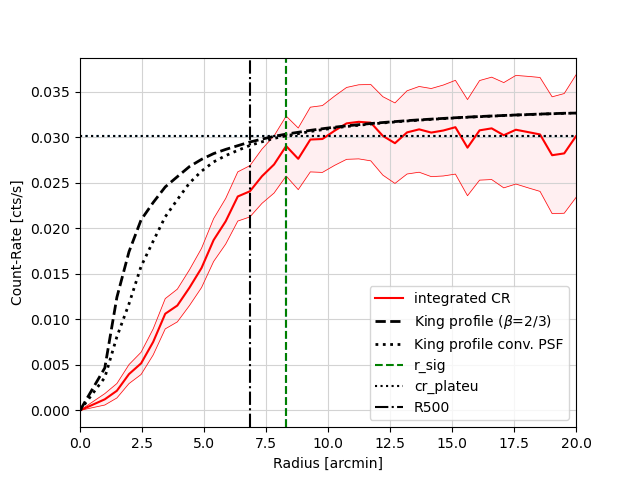 Count-Rate [cts/s]
0.035
0.030
0.025
0.020
0.015
0.010
0.005
0.000
integrated CR
King profile (β=2/3)
King profile conv. PSF
r_sig
cr_plateu
R500
0.0 2.5 5.0 7.5 10.0 12.5 15.0 17.5 20.0
Radius [arcmin]